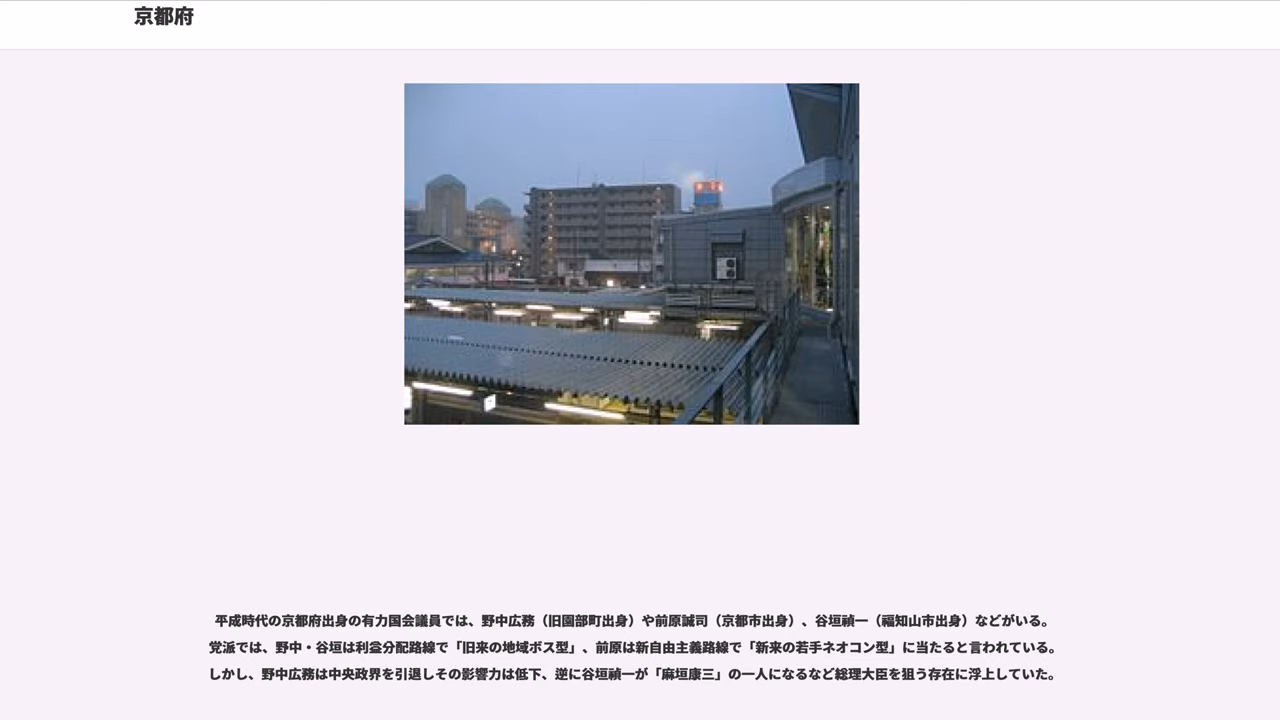 京都府
平成時代の京都府出身の有力国会議員では、野中広務（旧園部町出身）や前原誠司（京都市出身）、谷垣禎一（福知山市出身）などがいる。
党派では、野中・谷垣は利益分配路線で「旧来の地域ボス型」、前原は新自由主義路線で「新来の若手ネオコン型」に当たると言われている。
しかし、野中広務は中央政界を引退しその影響力は低下、逆に谷垣禎一が「麻垣康三」の一人になるなど総理大臣を狙う存在に浮上していた。